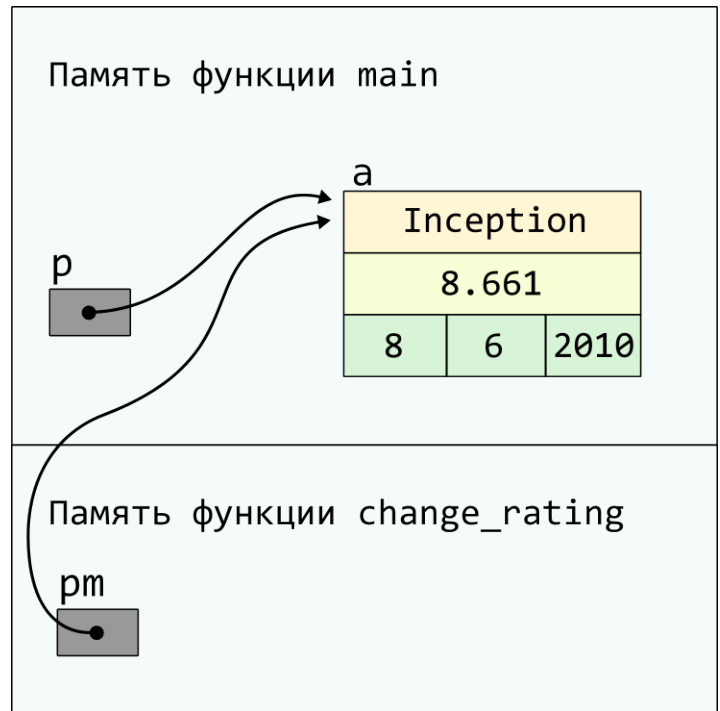 Память функции main
a
Inception
p
8.661
8 6 2010
Память функции change_rating
pm